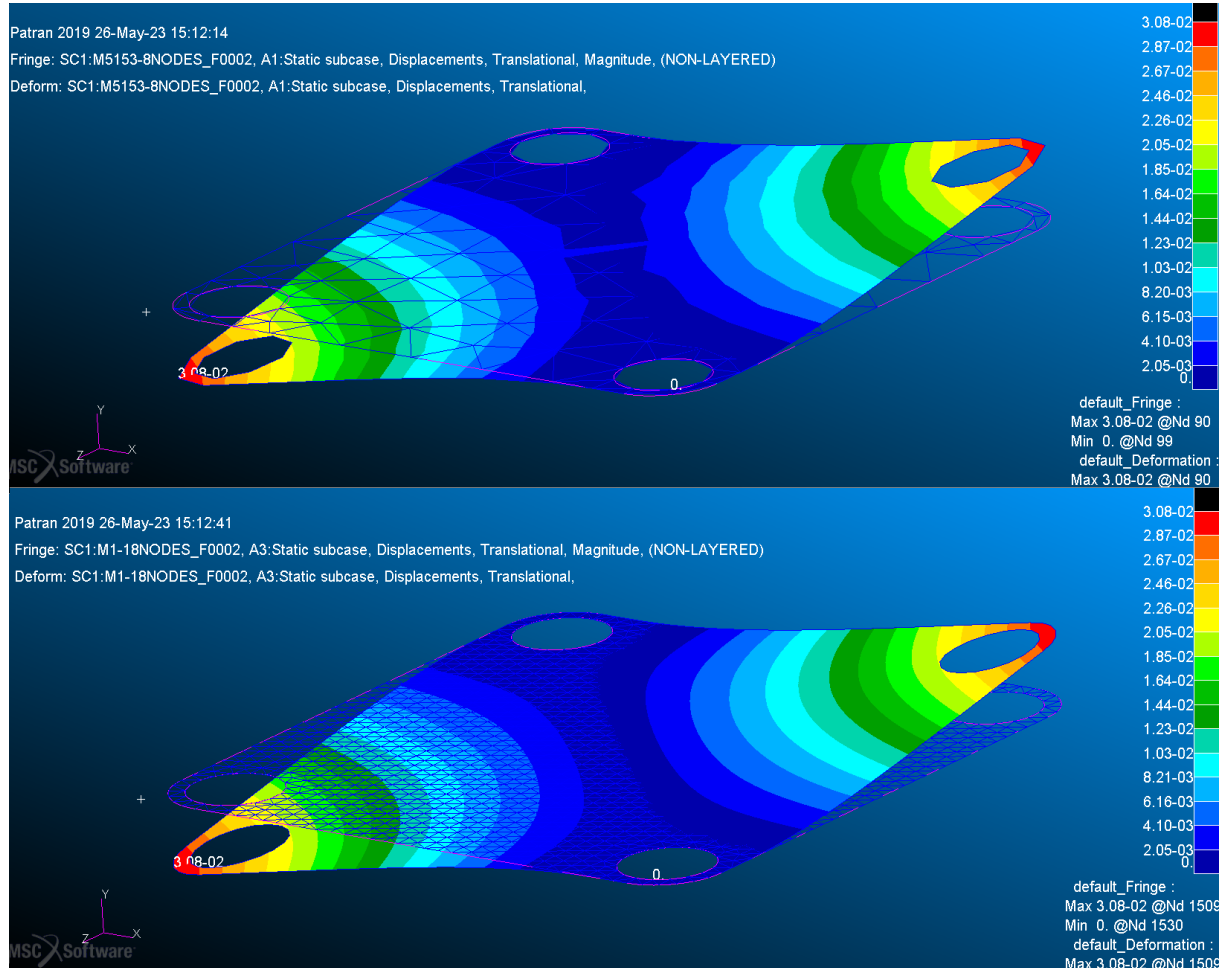 Patran 2019 26-May-23 15:12:14
Fringe: SC1:M5153-8NODES_F0002, A1:Static subcase, Displacements, Translational, Magnitude, (NON-LAYERED)
Deform: SC1:M5153-8NODES_F0002, A1:Static subcase, Displacements, Translational,
3.08-02
2.87-02
2.67-02
2.46-02
2.26-02
2.05-02
1.85-02
1.64-02
1.44-02
1.23-02
1.03-02
8.20-03
6.15-03
4.10-03
2.05-03
0.
3.08-02
0.
Y
Z
X
MSC Software
default_Fringe :
Max 3.08-02 @Nd 90
Min 0. @Nd 99
default_Deformation :
Max 3.08-02 @Nd 90
Patran 2019 26-May-23 15:12:41
Fringe: SC1:M1-18NODES_F0002, A3:Static subcase, Displacements, Translational, Magnitude, (NON-LAYERED)
Deform: SC1:M1-18NODES_F0002, A3:Static subcase, Displacements, Translational,
3.08-02
2.87-02
2.67-02
2.46-02
2.26-02
2.05-02
1.85-02
1.64-02
1.44-02
1.23-02
1.03-02
8.21-03
6.16-03
4.10-03
2.05-03
0.
3.08-02
0.
Y
Z
X
MSC Software
default_Fringe :
Max 3.08-02 @Nd 1509
Min 0. @Nd 1530
default_Deformation :
Max 3.08-02 @Nd 1509